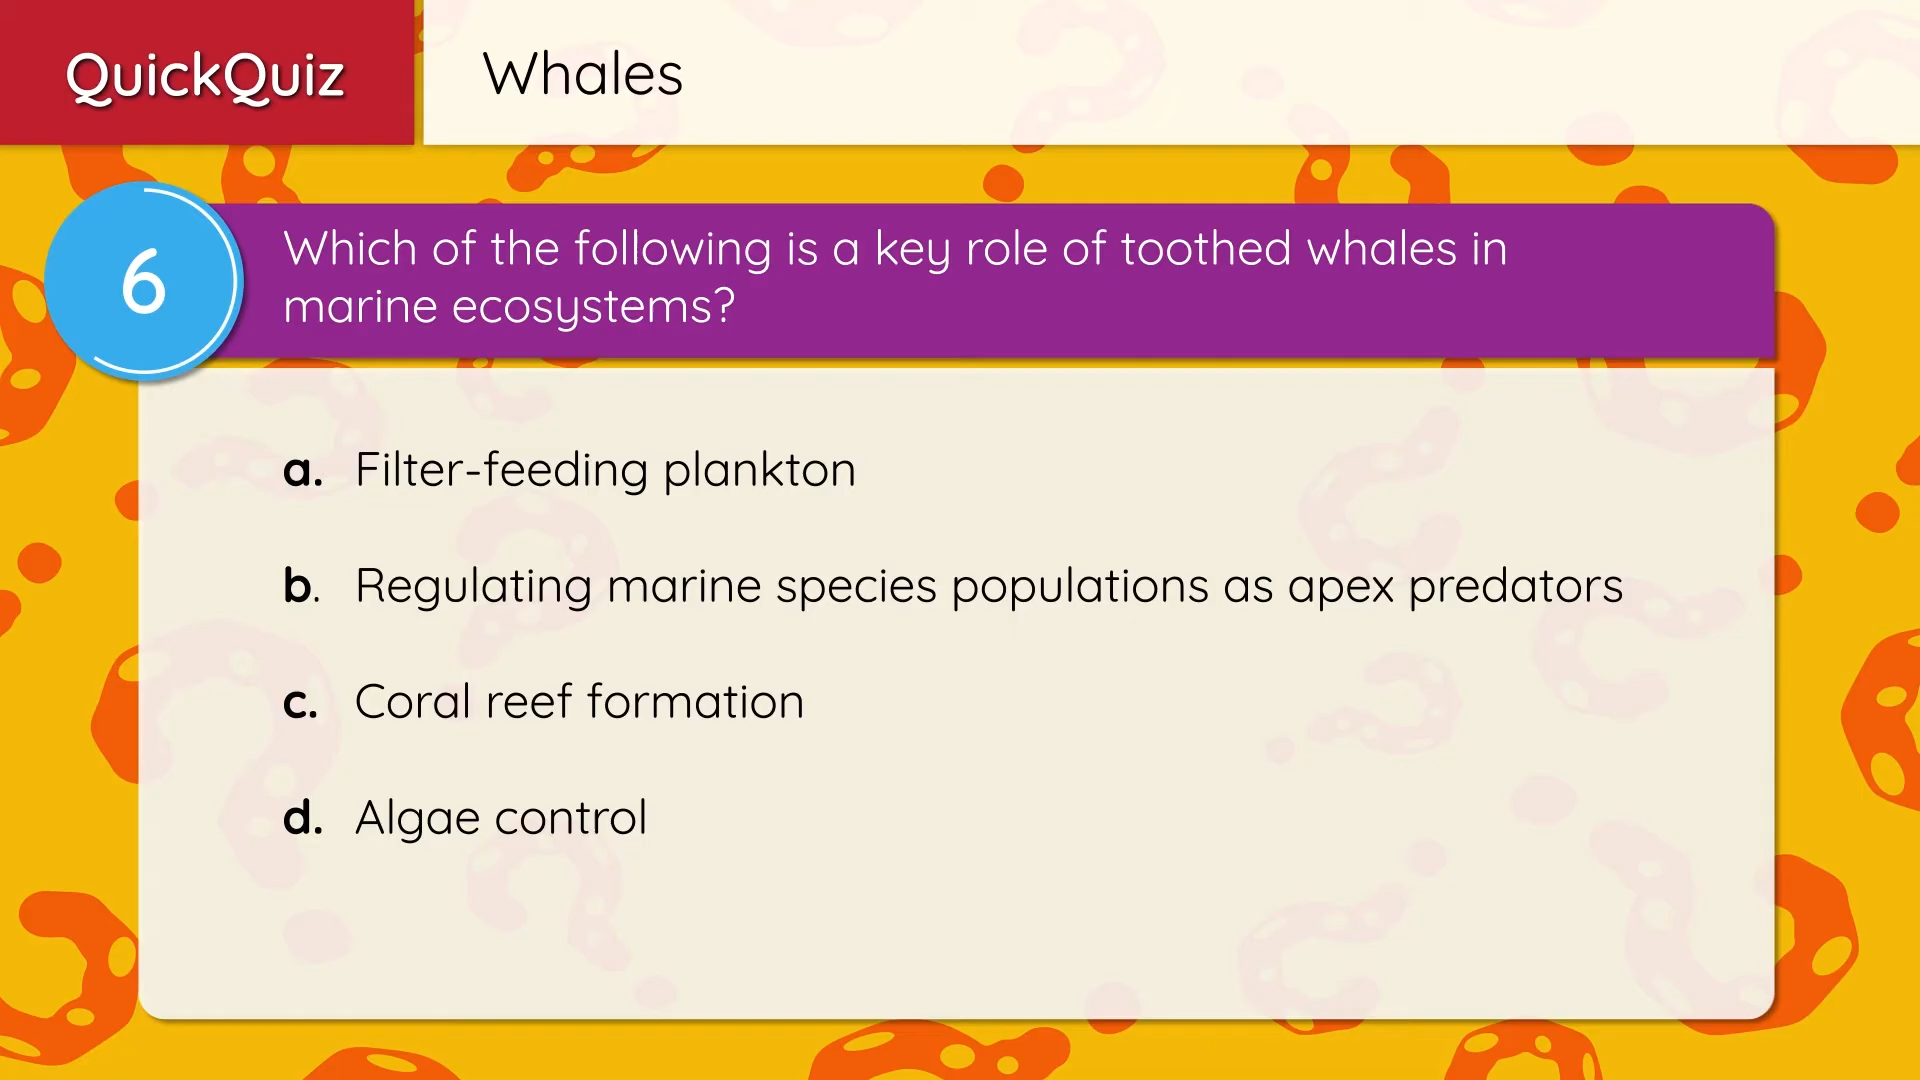 QuickQuiz
Whales
6
Which of the following is a key role of toothed whales in
marine ecosystems?
a. Filter-feeding plankton
b. Regulating marine species populations as apex predators
c. Coral reef formation
d. Algae control